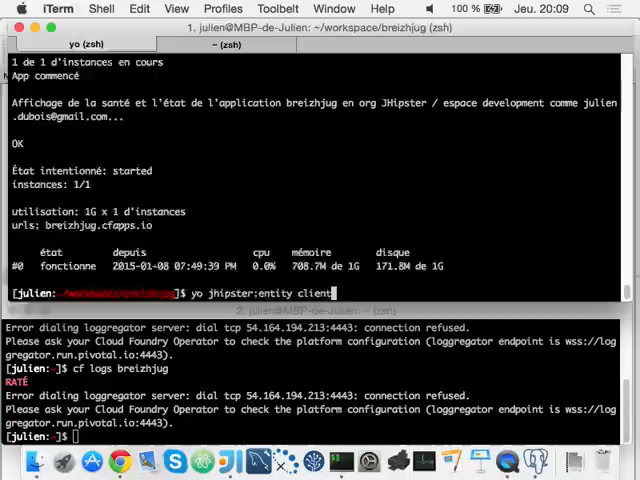 iTerm Shell Edit View Profiles Toolbelt Window Help 100 % Jeu. 20:09
1. julien@MBP-de-Julien: ~/workspace/breizhjug (zsh)
yo (zsh) ~ (zsh)
1 de 1 d'instances en cours
App commencé
Affichage de la santé et l'état de l'application breizhjug en org JHipster / espace development comme julien
.dubois@gmail.com...
OK
État intentionné: started
instances: 1/1
utilisation: 1G x 1 d'instances
urls: breizhjug.cfapps.io
état depuis cpu mémoire disque
#0 fonctionne 2015-01-08 07:49:39 PM 0.0% 708.7M de 1G 171.8M de 1G
[julien: ]$ yo jhipster:entity client
2. julien@MBP-de-Julien: ~ (zsh)
Error dialing loggregator server: dial tcp 54.164.194.213:4443: connection refused.
Please ask your Cloud Foundry Operator to check the platform configuration (loggregator endpoint is wss://log
gregator.run.pivotal.io:4443).
[julien:~]$ cf logs breizhjug
RATÉ
Error dialing loggregator server: dial tcp 54.164.194.213:4443: connection refused.
Please ask your Cloud Foundry Operator to check the platform configuration (loggregator endpoint is wss://log
gregator.run.pivotal.io:4443).
[julien:~]$